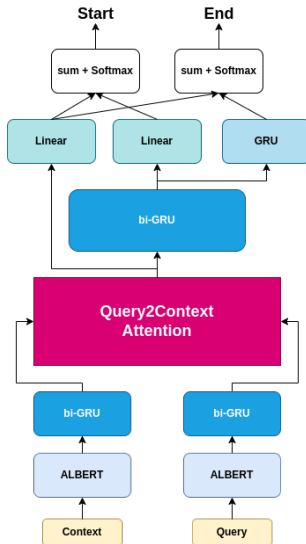 Start End
sum + Softmax sum + Softmax
Linear Linear GRU
bi-GRU
Query2Context
Attention
bi-GRU bi-GRU
ALBERT ALBERT
Context Query